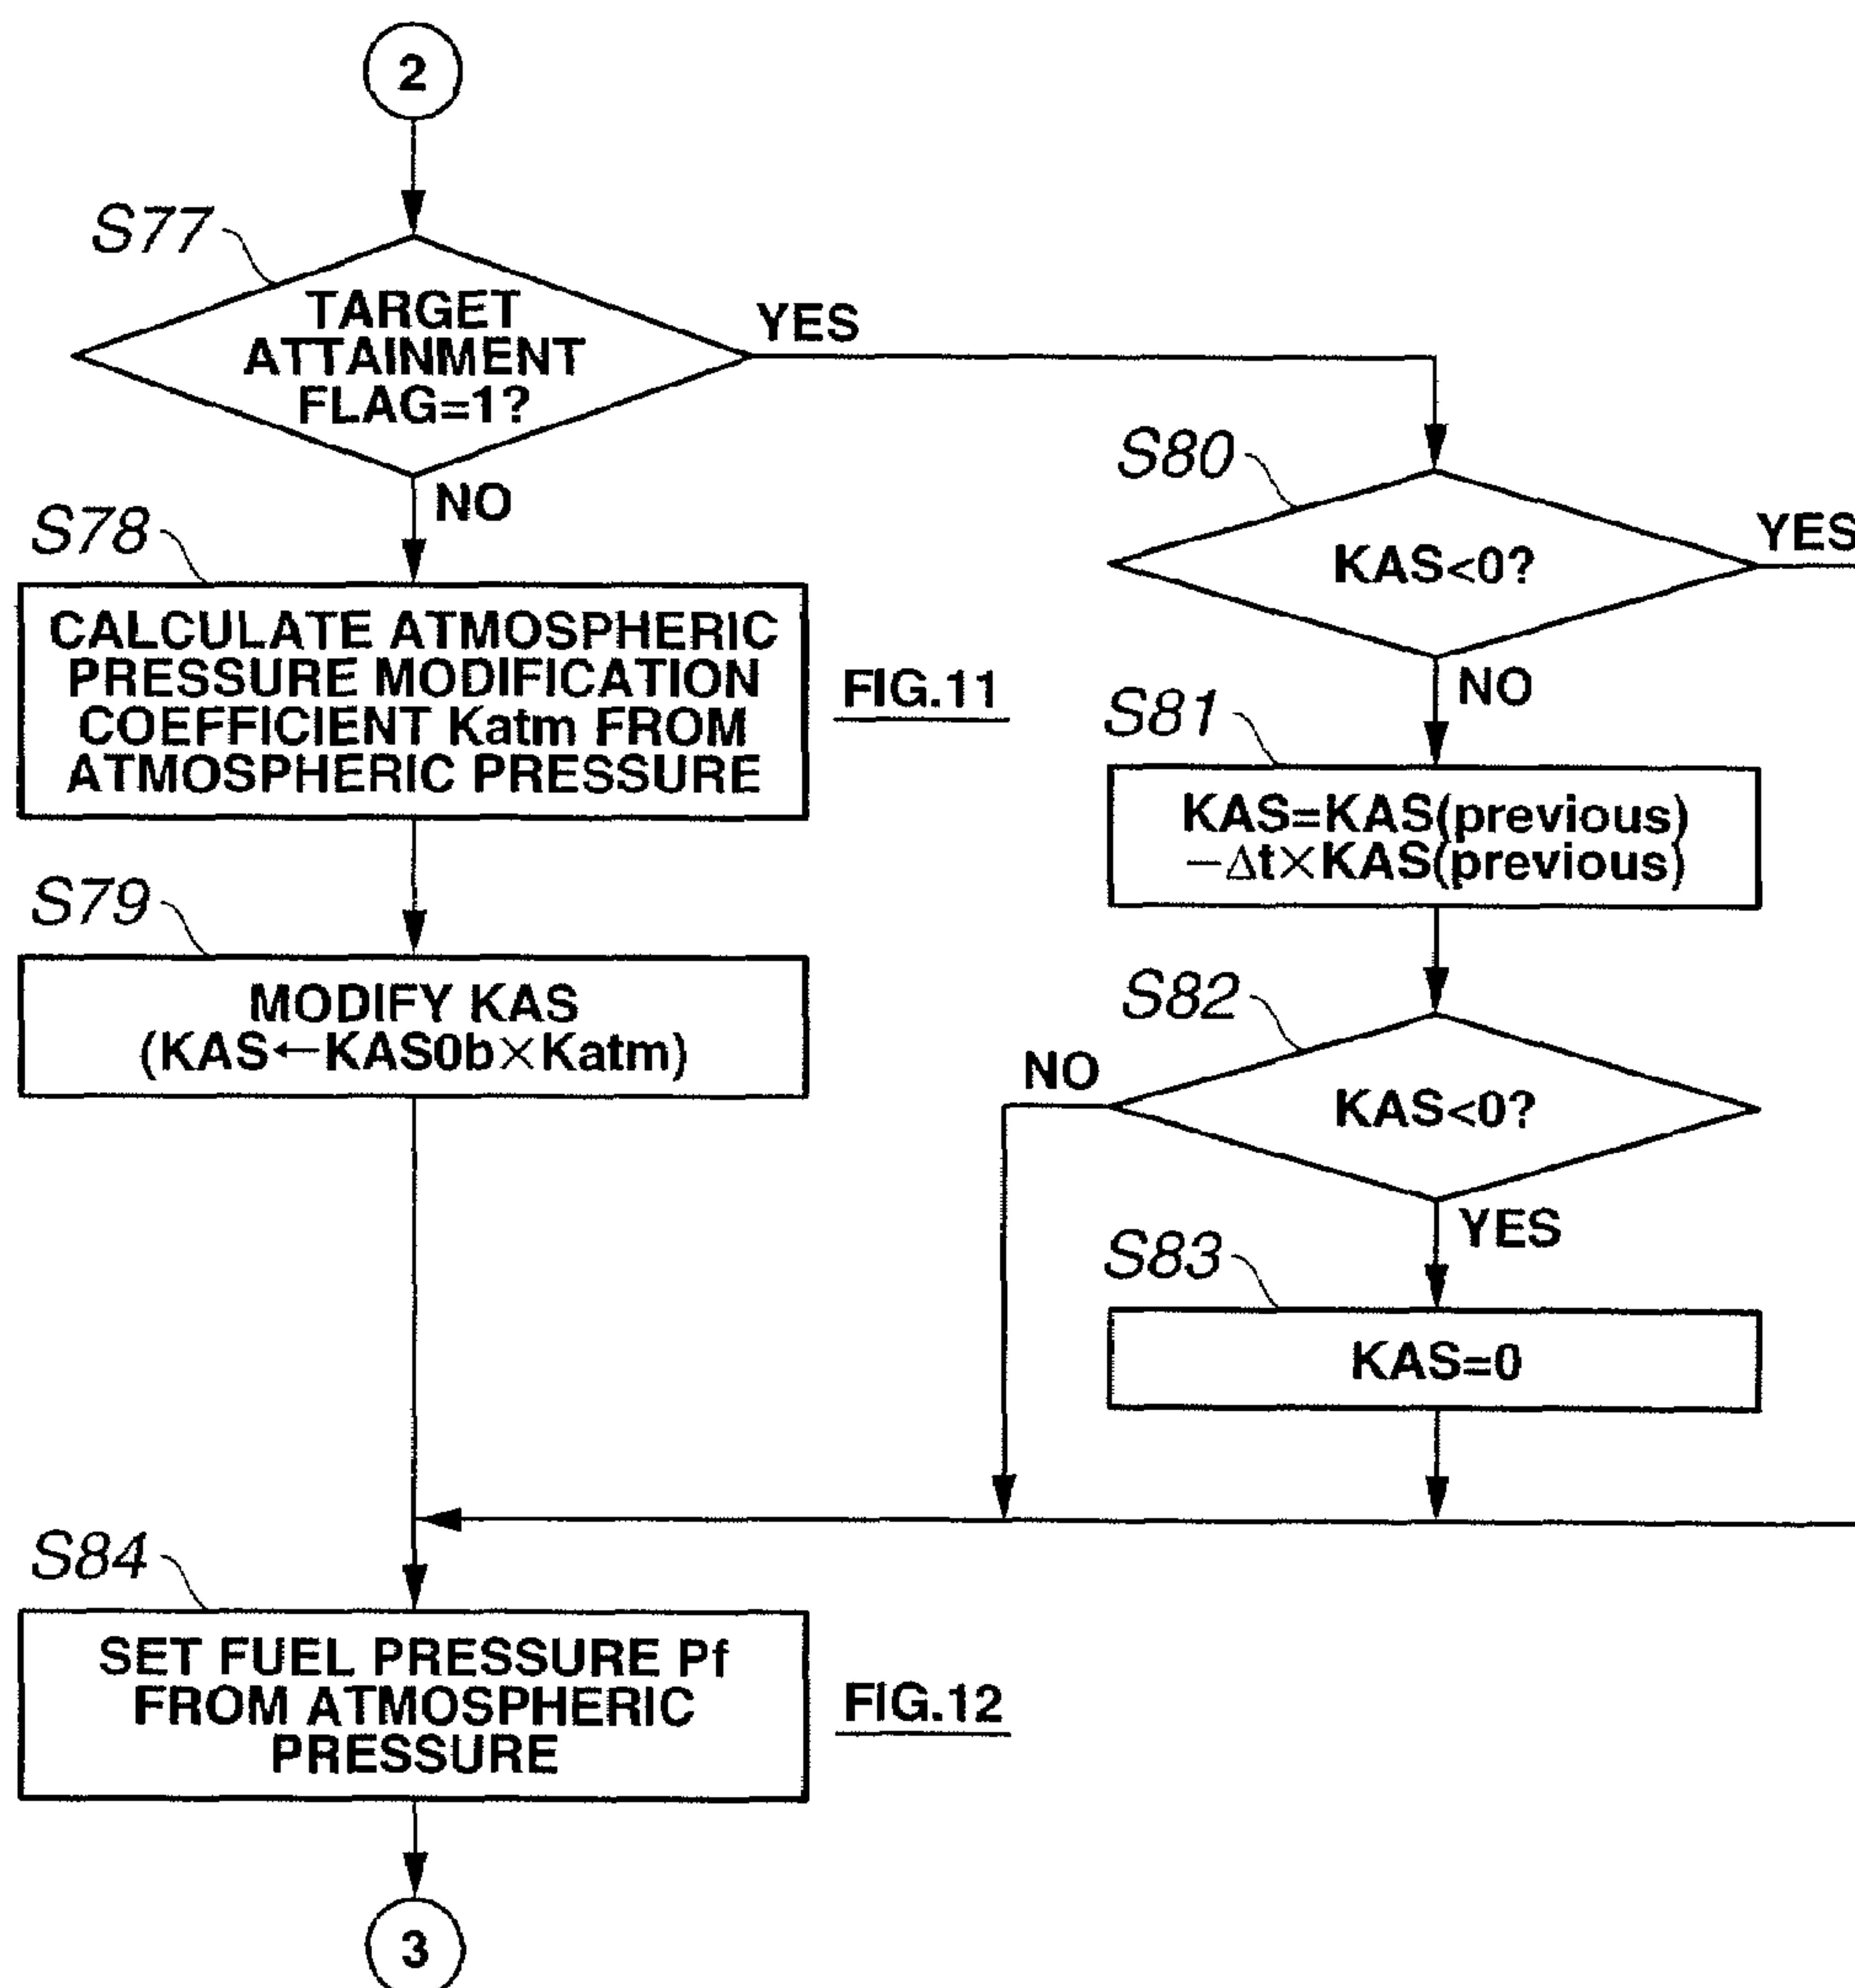 2
S77
TARGET
ATTAINMENT
FLAG=1?
YES
NO
S78
CALCULATE ATMOSPHERIC
PRESSURE MODIFICATION
COEFFICIENT Katm FROM
ATMOSPHERIC PRESSURE
FIG.11
S79
MODIFY KAS
(KAS←KAS0b×Katm)
S80
KAS<0?
YES
NO
S81
KAS=KAS(previous)
−Δt×KAS(previous)
S82
NO
KAS<0?
YES
S83
KAS=0
S84
SET FUEL PRESSURE Pf
FROM ATMOSPHERIC
PRESSURE
FIG.12
3